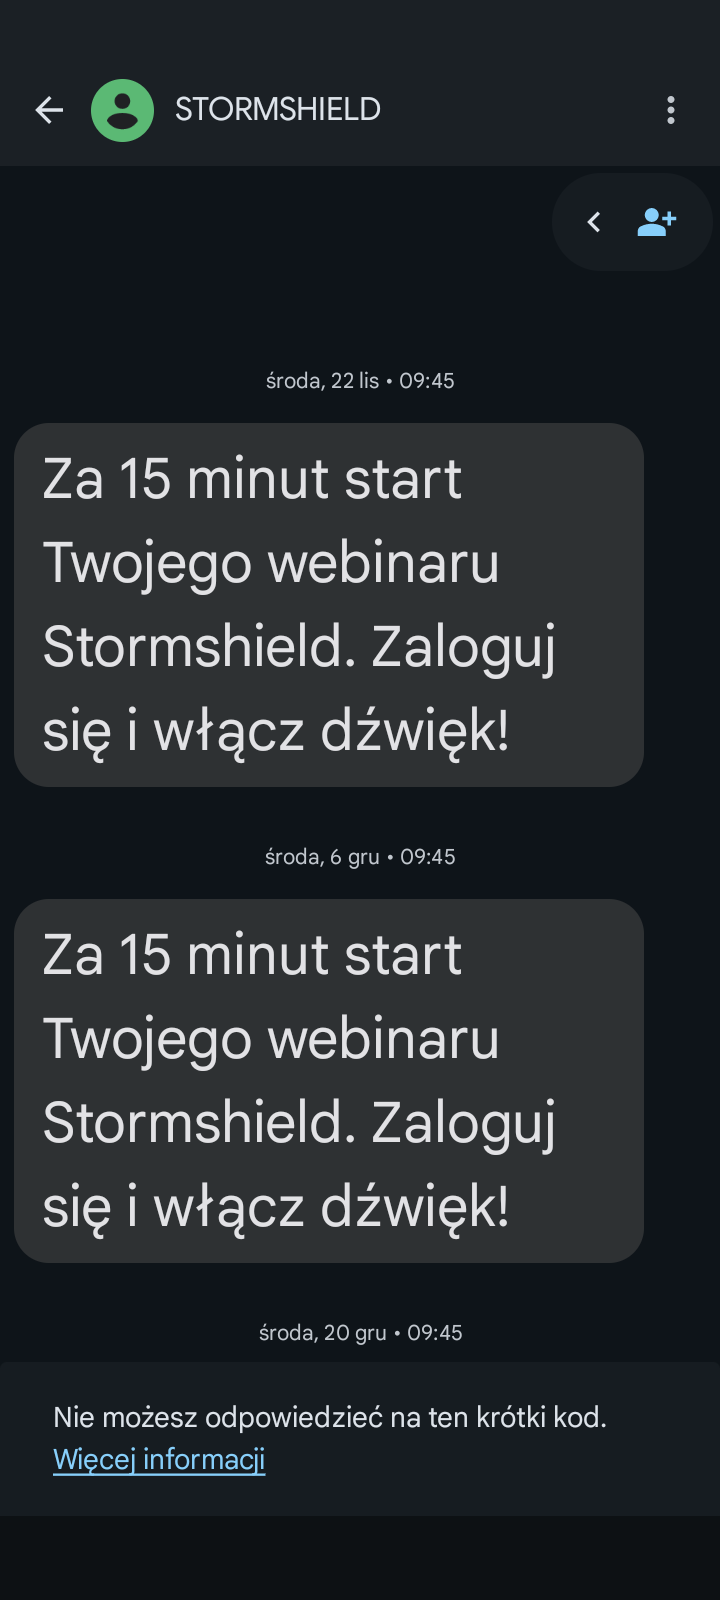 STORMSHIELD
środa, 22 lis • 09:45
Za 15 minut start
Twojego webinaru
Stormshield. Zaloguj
się i włącz dźwięk!
środa, 6 gru • 09:45
Za 15 minut start
Twojego webinaru
Stormshield. Zaloguj
się i włącz dźwięk!
środa, 20 gru • 09:45
Nie możesz odpowiedzieć na ten krótki kod.
Więcej informacji